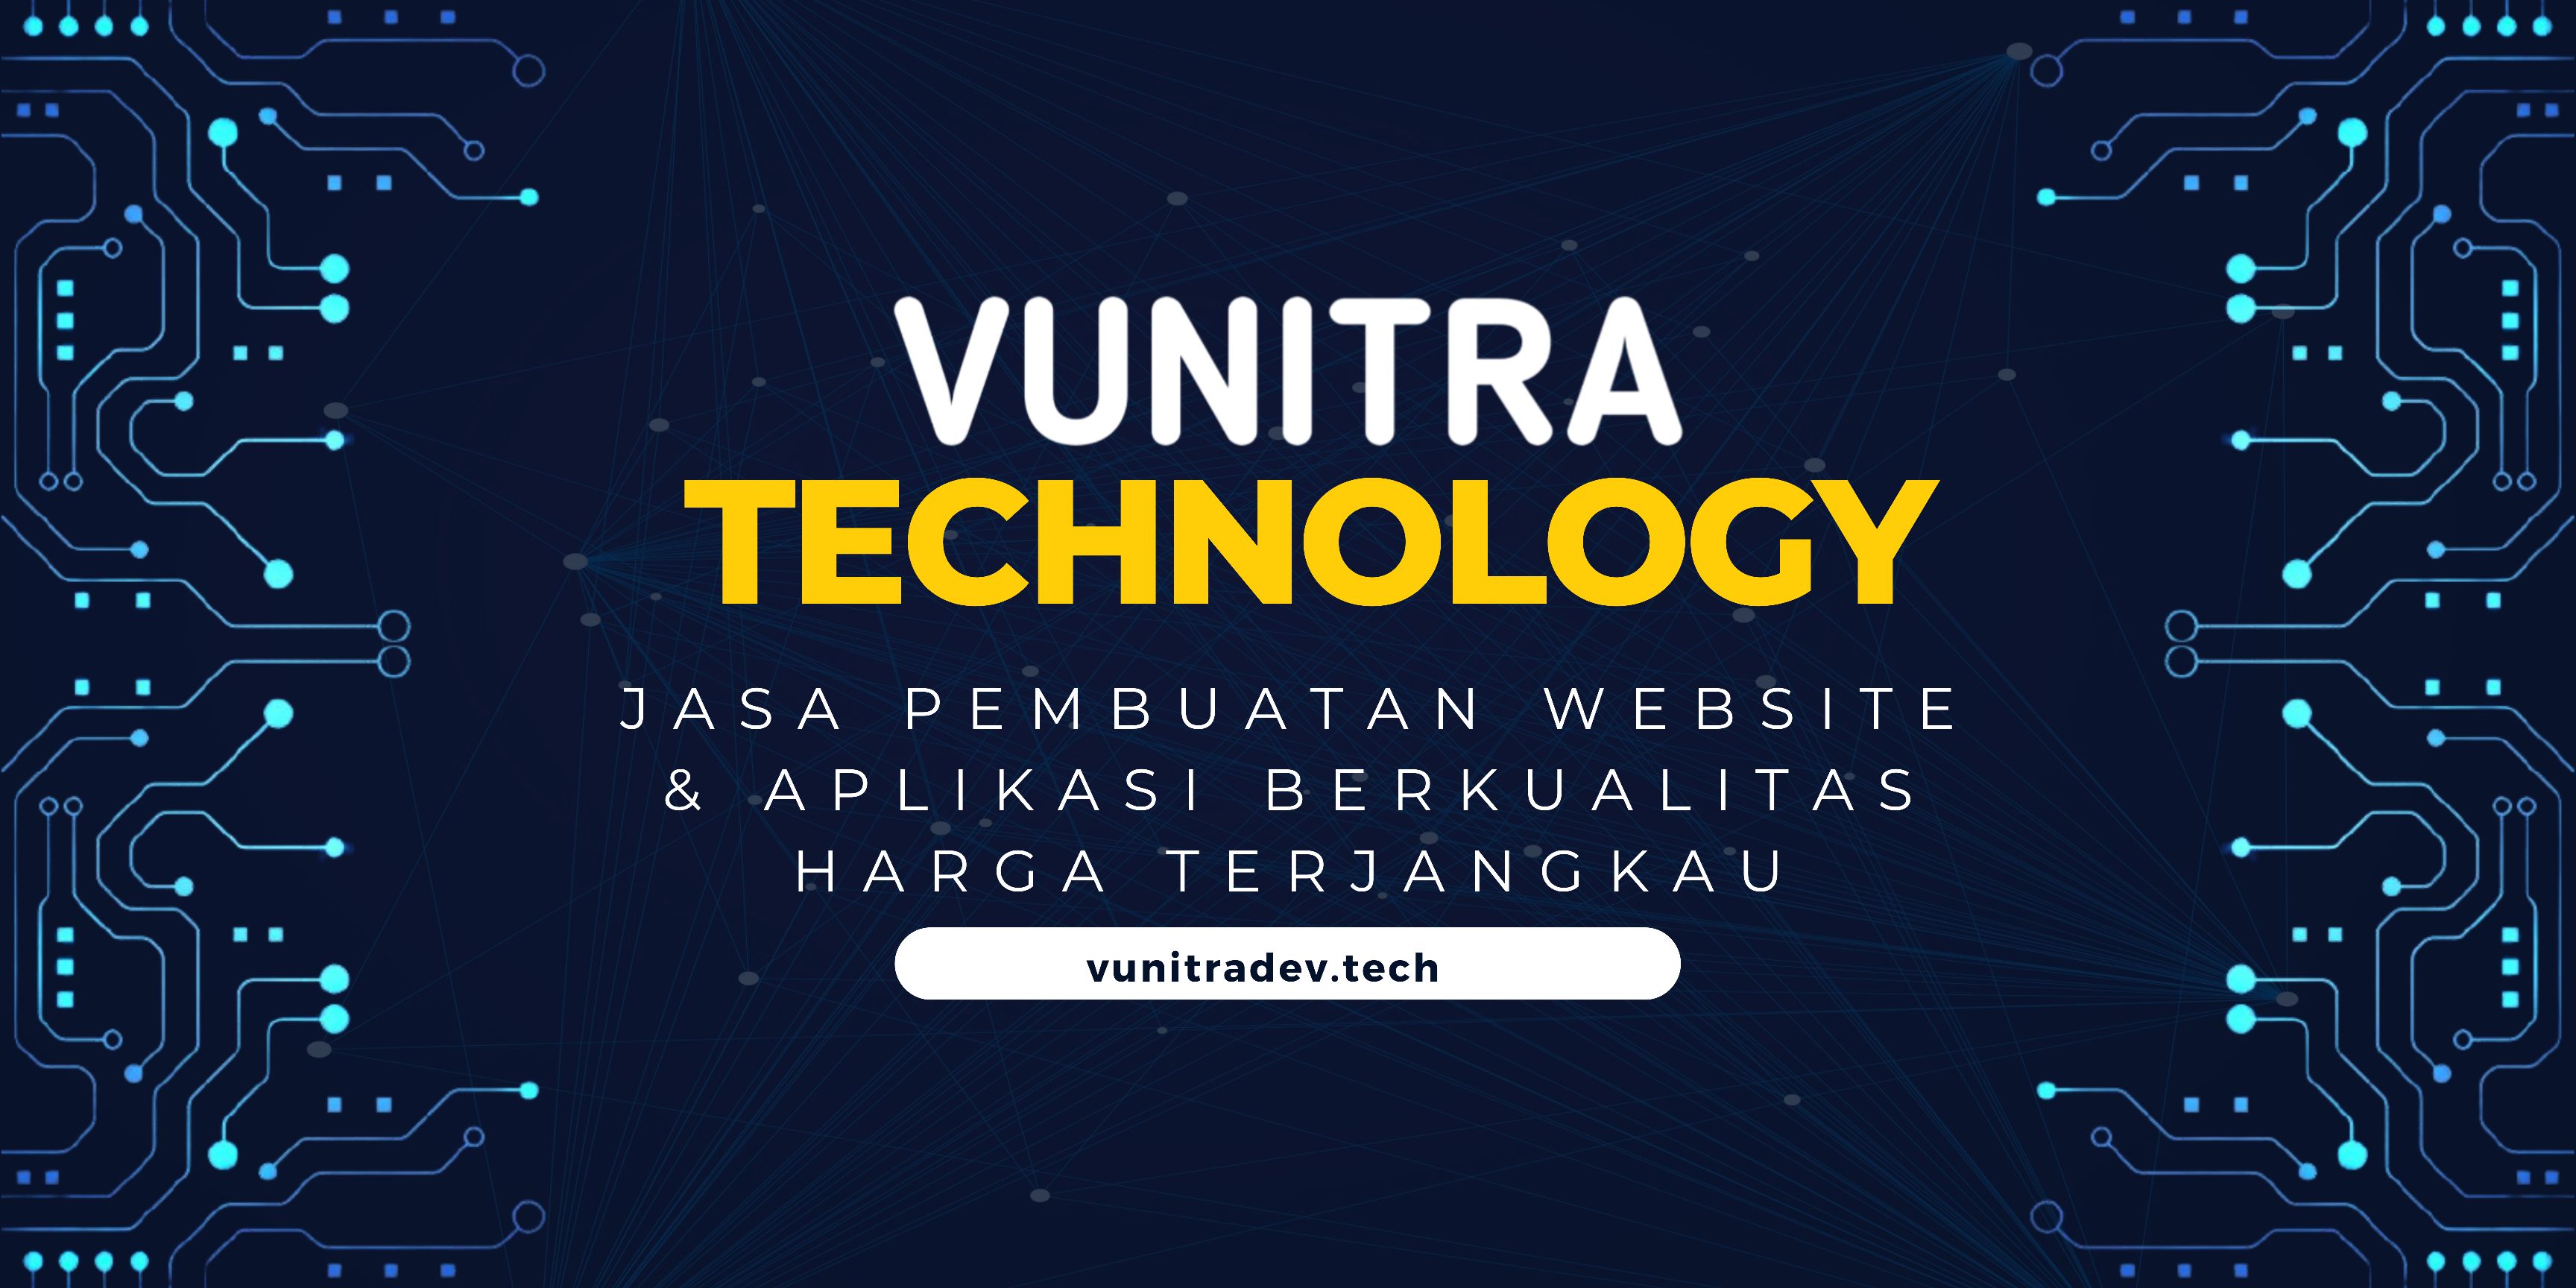 VUNITRA
TECHNOLOGY
JASA PEMBUATAN WEBSITE
& APLIKASI BERKUALITAS
HARGA TERJANGKAU
vunitradev.tech